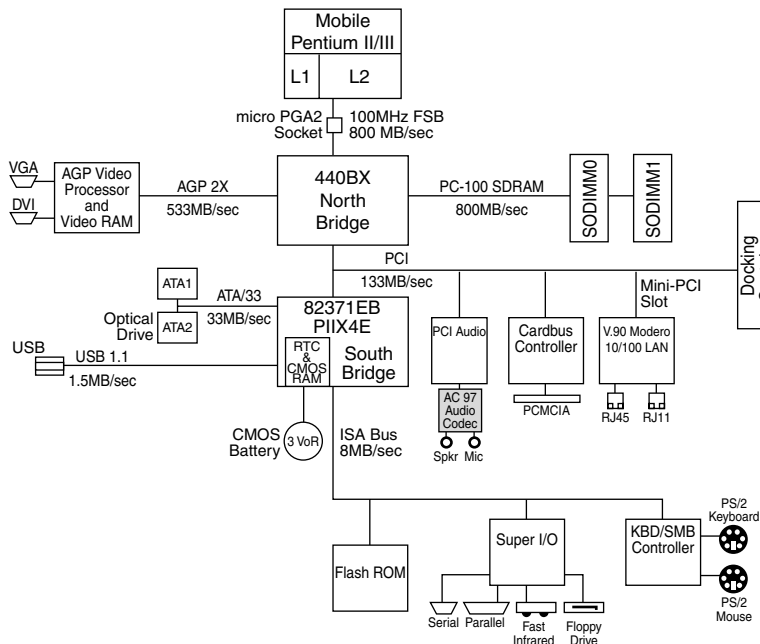 Mobile
Pentium II/III
L1
L2
micro PGA2
Socket
100MHz FSB
800 MB/sec
VGA
DVI
AGP Video
Processor
and
Video RAM
AGP 2X
533MB/sec
440BX
North
Bridge
PC-100 SDRAM
800MB/sec
SODIMM0
SODIMM1
PCI
133MB/sec
Docking
ATA1
ATA2
Optical
Drive
ATA/33
33MB/sec
82371EB
PIIX4E
South
Bridge
RTC
&
CMOS
RAM
USB
USB 1.1
1.5MB/sec
PCI Audio
AC 97
Audio
Codec
Spkr
Mic
Cardbus
Controller
PCMCIA
Mini-PCI
Slot
V.90 Modero
10/100 LAN
RJ45
RJ11
CMOS
Battery
3 VoR
ISA Bus
8MB/sec
Flash ROM
Super I/O
Serial
Parallel
Fast
Infrared
Floppy
Drive
KBD/SMB
Controller
PS/2
Keyboard
PS/2
Mouse